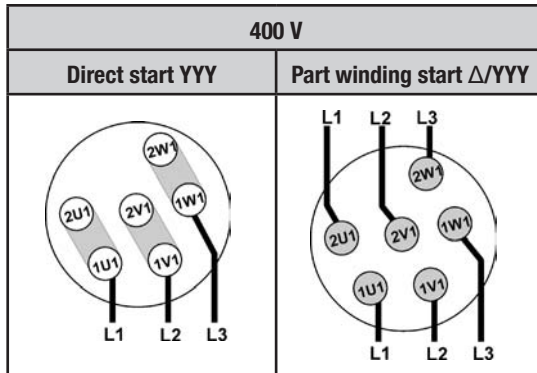 400 V
Direct start YYY
Part winding start Δ/YYY
2W1
2U1
2V1
1W1
1U1
1V1
L1 L2 L3
L1 L2 L3
2W1
2U1
2V1
1W1
1U1
1V1
L1 L2 L3